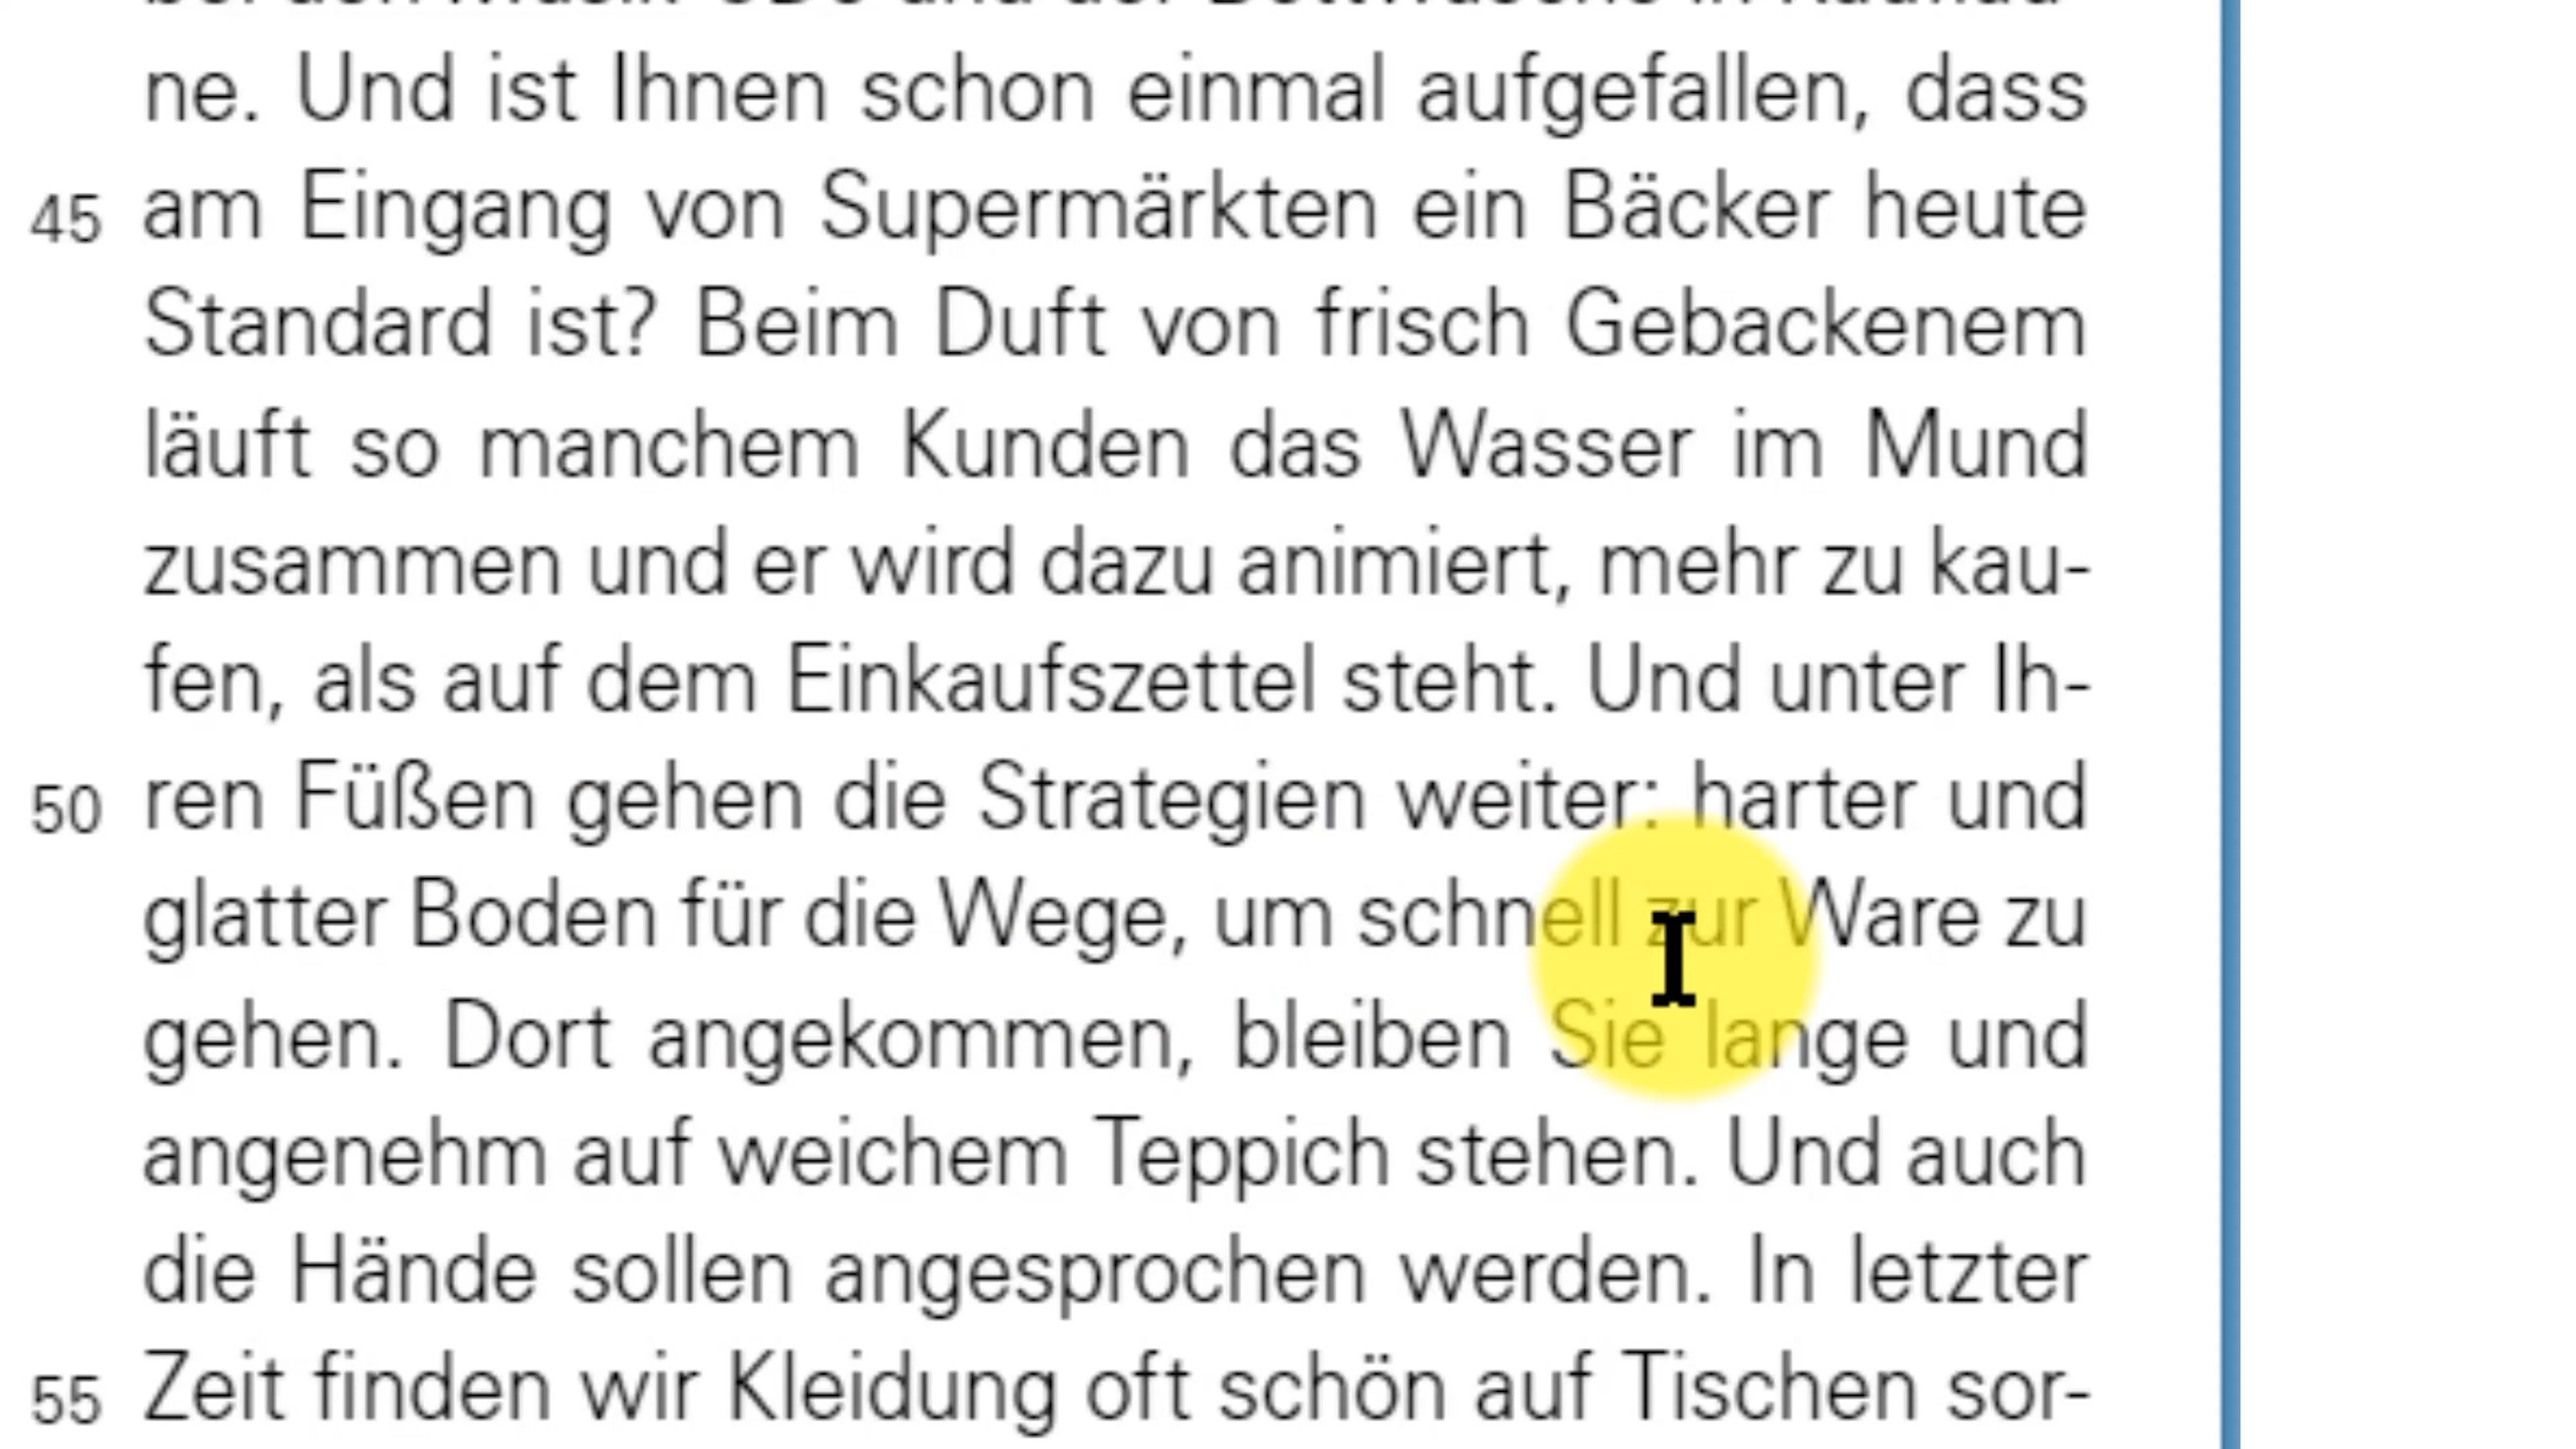 ne. Und ist Ihnen schon einmal aufgefallen, dass
45 am Eingang von Supermärkten ein Bäcker heute
Standard ist? Beim Duft von frisch Gebackenem
läuft so manchem Kunden das Wasser im Mund
zusammen und er wird dazu animiert, mehr zu kau-
fen, als auf dem Einkaufszettel steht. Und unter Ih-
50 ren Füßen gehen die Strategien weiter: harter und
glatter Boden für die Wege, um schnell zur Ware zu
gehen. Dort angekommen, bleiben Sie lange und
angenehm auf weichem Teppich stehen. Und auch
die Hände sollen angesprochen werden. In letzter
55 Zeit finden wir Kleidung oft schön auf Tischen sor-